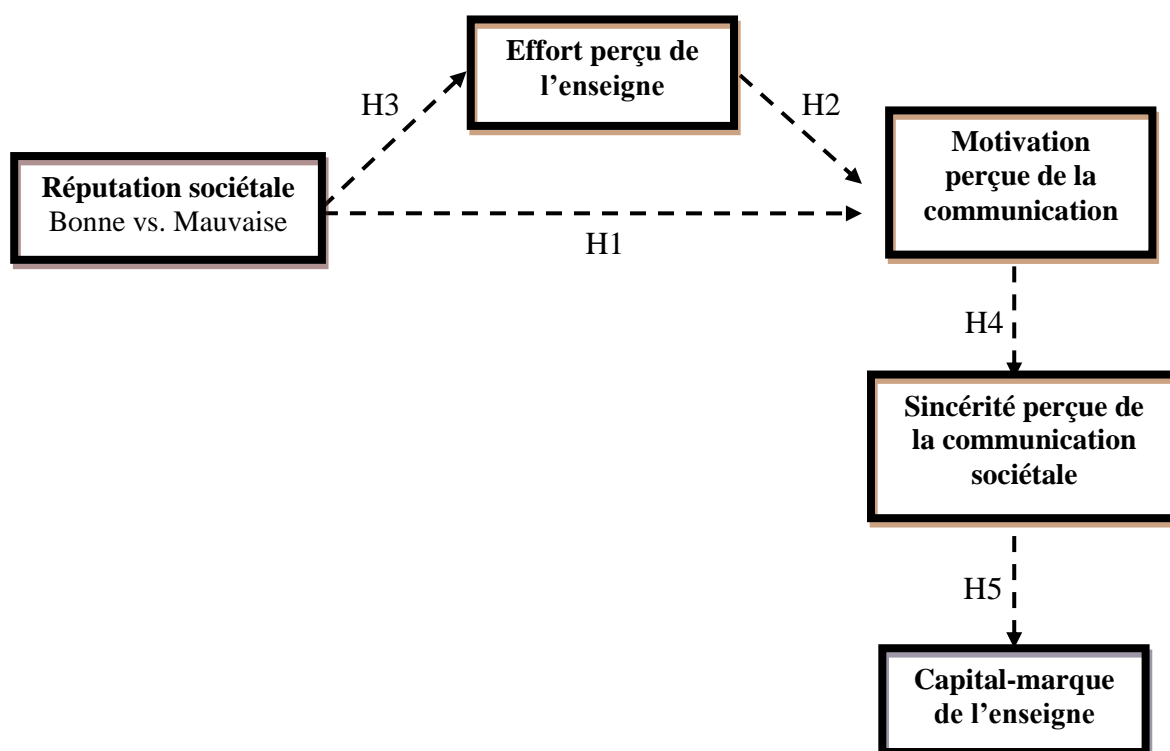 Effort perçu de
l’enseigne
H3
H2
Motivation
perçue de la
communication
Réputation sociétale
Bonne vs. Mauvaise
H1
H4
Sincérité perçue de
la communication
sociétale
H5
Capital-marque
de l’enseigne